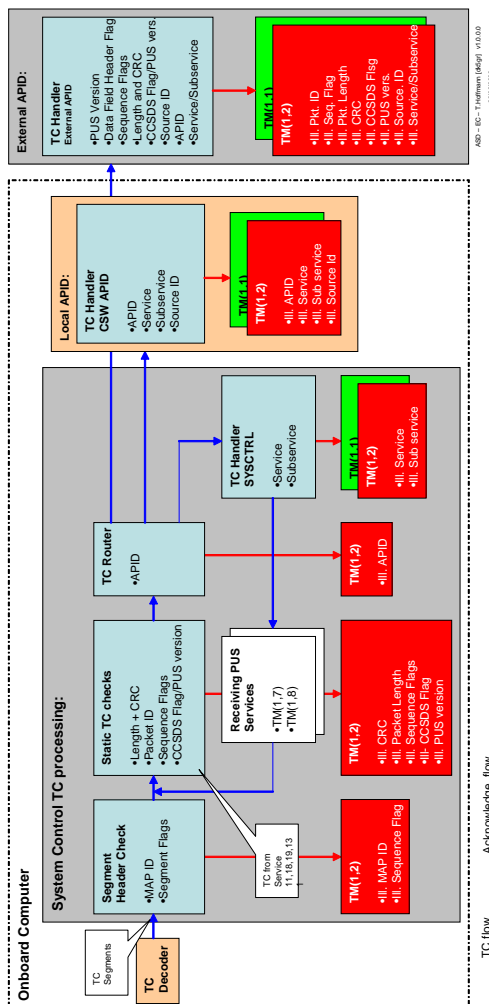 Onboard Computer
System Control TC processing:
TC
Segments
TC
Decoder
Segment
Header Check
•MAP ID
•Segment Flags
TM(1,2)
•Ill. MAP ID
•Ill. Sequence Flag
TC from
Service
11,18,19,13
Static TC checks
•Length + CRC
•Packet ID
•Sequence Flags
•CCSDS Flag/PUS version
Receiving PUS
Services
•TM(1,7)
•TM(1,8)
TM(1,2)
•Ill. CRC
•Ill. Packet Length
•Ill. Sequence Flags
•Ill- CCSDS Flag
•Ill. PUS version
TC Router
•APID
TM(1,2)
•Ill. APID
TC Handler
SYSCTRL
•Service
•Subservice
TM(1,1)
TM(1,2)
•Ill. Service
•Ill. Sub service
Local APID:
TC Handler
CSW APID
•APID
•Service
•Subservice
•Source ID
TM(1,1)
TM(1,2)
•Ill. APID
•Ill. Service
•Ill. Sub service
•Ill. Source Id
External APID:
TC Handler
External APID
•PUS Version
•Data Field Header Flag
•Sequence Flags
•Length and CRC
•CCSDS Flag/PUS vers.
•Source ID
•APID
•Service/Subservice
TM(1,1)
TM(1,2)
•Ill. Pkt. ID
•Ill. Seq. Flag
•Ill. Pkt. Length
•Ill. CRC
•Ill. CCSDS Flsg
•Ill. PUS vers.
•Ill. Source. ID
•Ill. Service/Subservice
TC flow
Acknowledge flow
ASD – EC – T.Hofmann [ddigr] v1.0.0.0